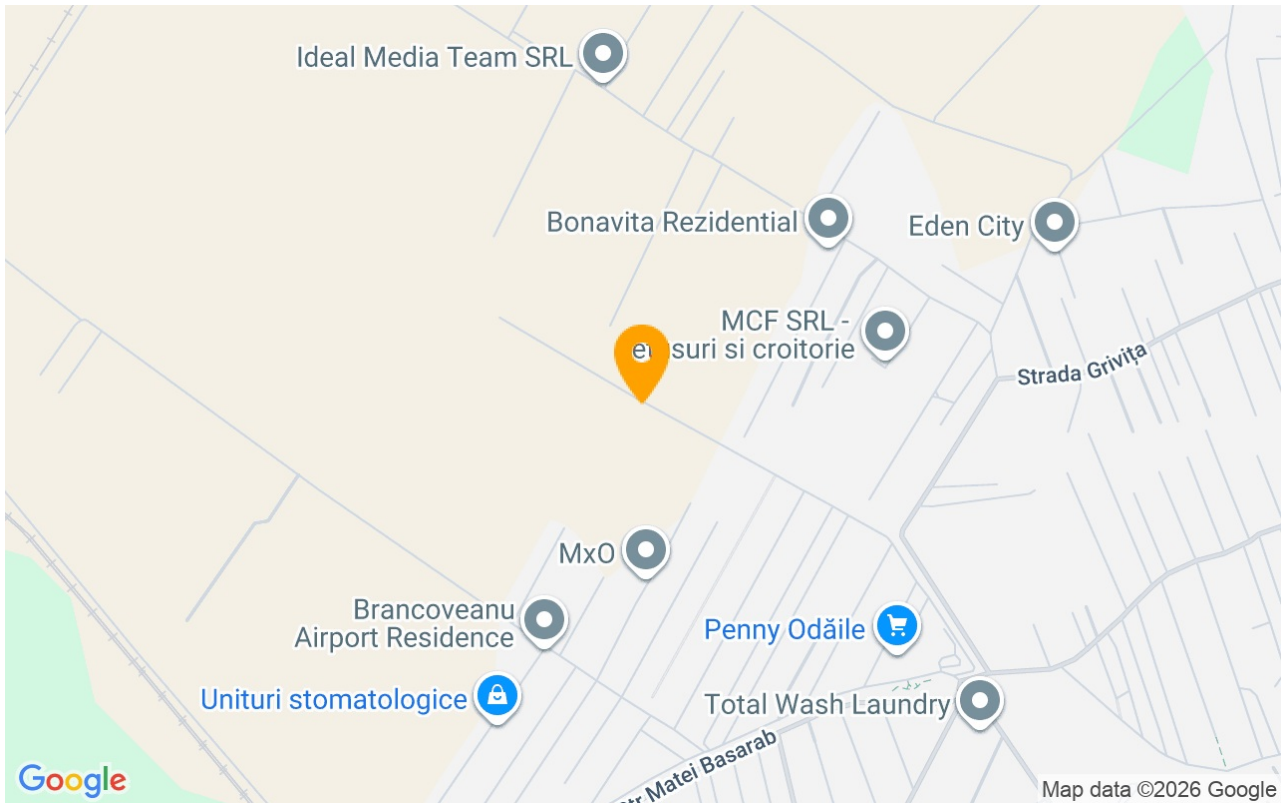 Ideal Media Team SRL
Bonavita Rezidential
Eden City
MCF SRL -
suri si croitorie
Strada Grivița
MxO
Brancoveanu
Airport Residence
Penny Odăile
Unituri stomatologice
Total Wash Laundry
Str Matei Basarab
Google
Map data ©2026 Google